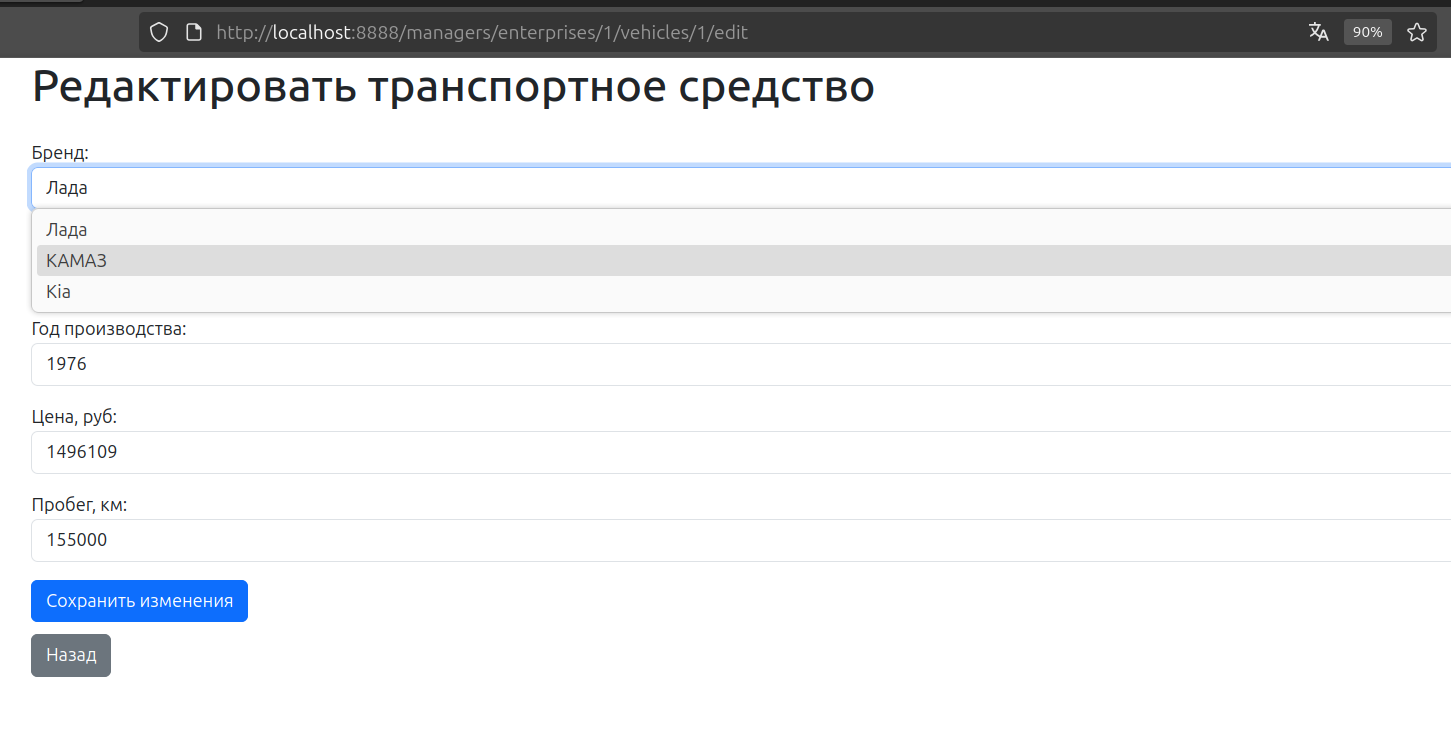 http://localhost:8888/managers/enterprises/1/vehicles/1/edit 90%
Редактировать транспортное средство
Бренд:
Лада
Лада
КАМАЗ
Kia
Год производства:
1976
Цена, руб:
1496109
Пробег, км:
155000
Сохранить изменения
Назад